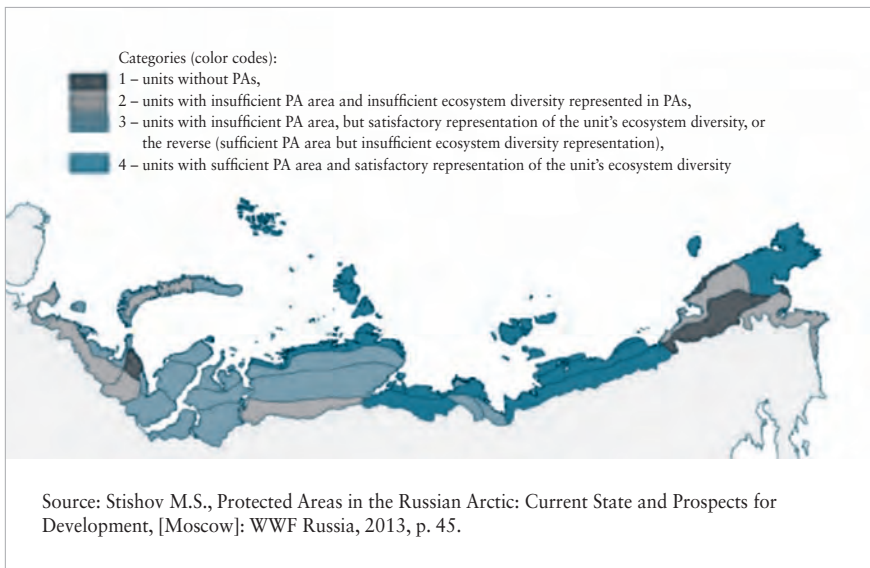 Categories (color codes):
1 – units without PAs,
2 – units with insufficient PA area and insufficient ecosystem diversity represented in PAs,
3 – units with insufficient PA area, but satisfactory representation of the unit's ecosystem diversity, or
the reverse (sufficient PA area but insufficient ecosystem diversity representation),
4 – units with sufficient PA area and satisfactory representation of the unit's ecosystem diversity
Source: Stishov M.S., Protected Areas in the Russian Arctic: Current State and Prospects for
Development, [Moscow]: WWF Russia, 2013, p. 45.